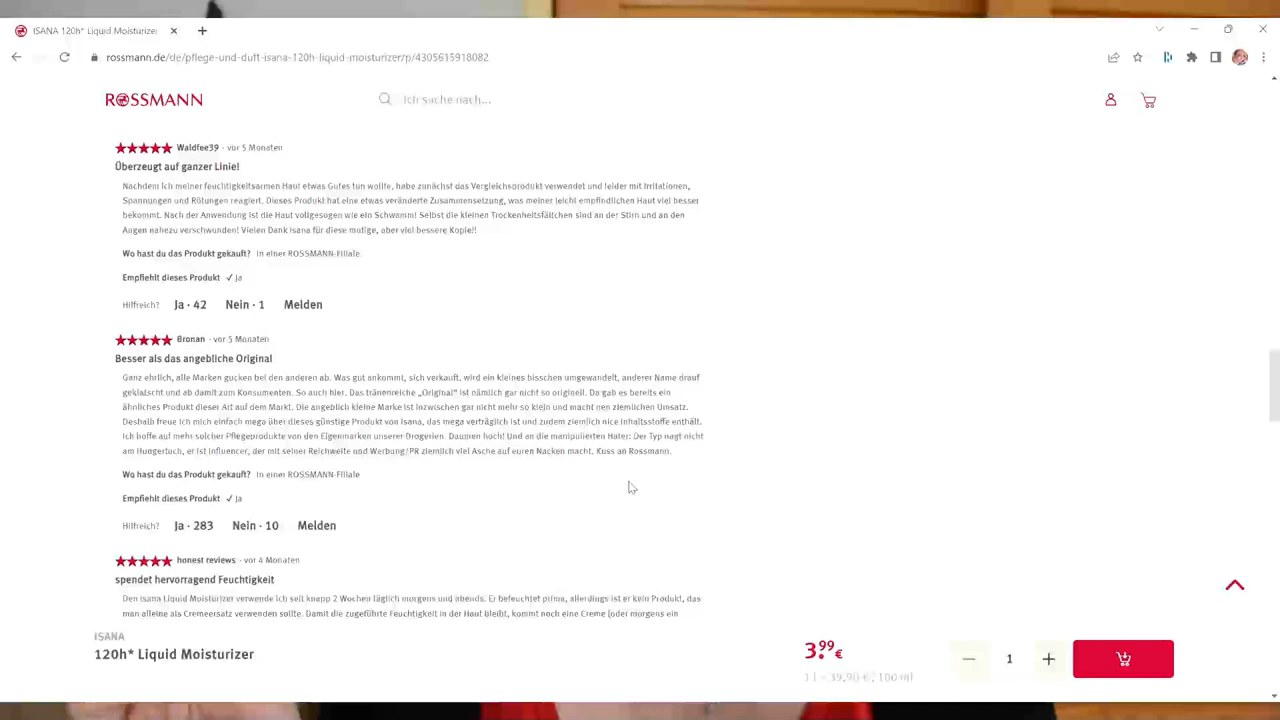 ISANA 120h* Liquid Moisturizer
rossmann.de/de/pflege-und-duft-isana-120h-liquid-moisturizer/p/4305615918082
ROSSMANN
Ich suche nach...
Waldfee39 · vor 5 Monaten
Überzeugt auf ganzer Linie!
Nachdem ich meiner feuchtigkeitsarmen Haut etwas Gutes tun wollte, habe zunächst das Vergleichsprodukt verwendet und leider mit Irritationen,
Spannungen und Rötungen reagiert. Dieses Produkt hat eine etwas veränderte Zusammensetzung, was meiner leicht empfindlichen Haut viel besser
bekommt. Nach der Anwendung ist die Haut vollgesogen wie ein Schwamm! Selbst die kleinen Trockenheitsfältchen sind an der Stirn und an den
Augen nahezu verschwunden! Vielen Dank Isana für diese mutige, aber viel bessere Kopie!!
Wo hast du das Produkt gekauft? In einer ROSSMANN-Filiale.
Empfiehlt dieses Produkt ✓ Ja
Hilfreich? Ja · 42 Nein · 1 Melden
Bronan · vor 5 Monaten
Besser als das angebliche Original
Ganz ehrlich, alle Marken gucken bei den anderen ab. Was gut ankommt, sich verkauft, wird ein kleines bisschen umgewandelt, anderer Name drauf
geklatscht und ab damit zum Konsumenten. So auch hier. Das tränenreiche „Original" ist nämlich gar nicht so originell. Da gab es bereits ein
ähnliches Produkt dieser Art auf dem Markt. Die angeblich kleine Marke ist inzwischen gar nicht mehr so klein und macht nen ziemlichen Umsatz.
Deshalb freue ich mich einfach mega über dieses günstige Produkt von Isana, das mega verträglich ist und zudem ziemlich nice Inhaltsstoffe enthält.
Ich hoffe auf mehr solcher Pflegeprodukte von den Eigenmarken unserer Drogerien. Daumen hoch! Und an die manipulierten Hater: Der Typ nagt nicht
am Hungertuch, er ist Influencer, der mit seiner Reichweite und Werbung/PR ziemlich viel Asche auf euren Nacken macht. Kuss an Rossmann.
Wo hast du das Produkt gekauft? In einer ROSSMANN-Filiale
Empfiehlt dieses Produkt ✓ Ja
Hilfreich? Ja · 283 Nein · 10 Melden
honest reviews · vor 4 Monaten
spendet hervorragend Feuchtigkeit
Den Isana Liquid Moisturizer verwende ich seit knapp 2 Wochen täglich morgens und abends. Er befeuchtet prima, allerdings ist er kein Produkt, das
man alleine als Cremeersatz verwenden sollte. Damit die zugeführte Feuchtigkeit in der Haut bleibt, kommt noch eine Creme (oder morgens ein
ISANA
120h* Liquid Moisturizer
3.99€
1 l = 39,90 €, 100 ml
1